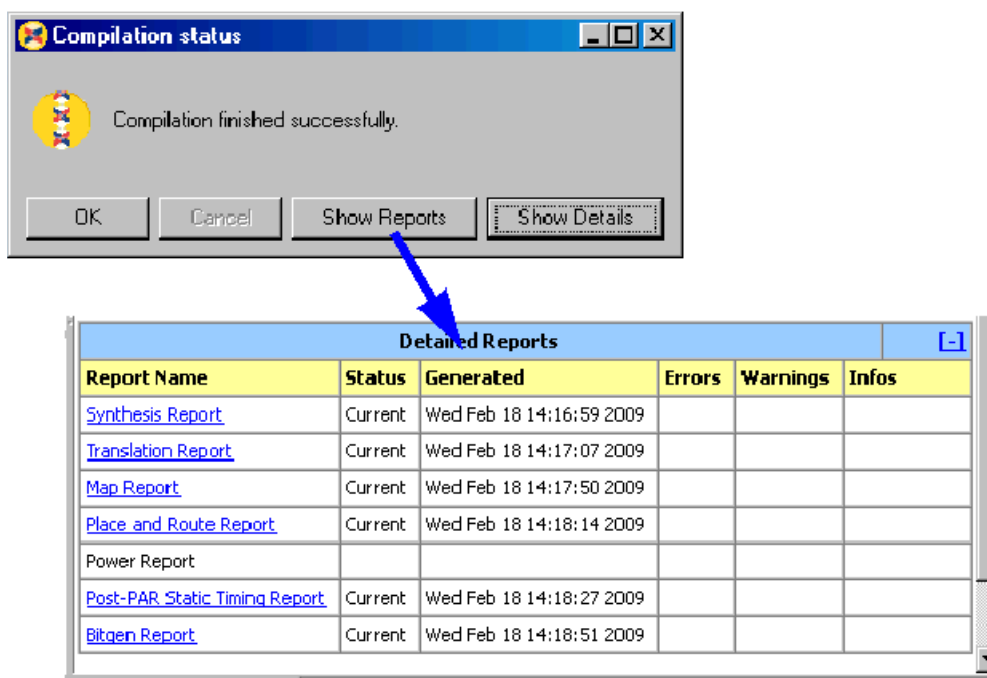 Compilation status
Compilation finished successfully.
OK Cancel Show Reports Show Details
Detailed Reports [-]
Report Name Status Generated Errors Warnings Infos
Synthesis Report Current Wed Feb 18 14:16:59 2009
Translation Report Current Wed Feb 18 14:17:07 2009
Map Report Current Wed Feb 18 14:17:50 2009
Place and Route Report Current Wed Feb 18 14:18:14 2009
Power Report
Post-PAR Static Timing Report Current Wed Feb 18 14:18:27 2009
Bitgen Report Current Wed Feb 18 14:18:51 2009